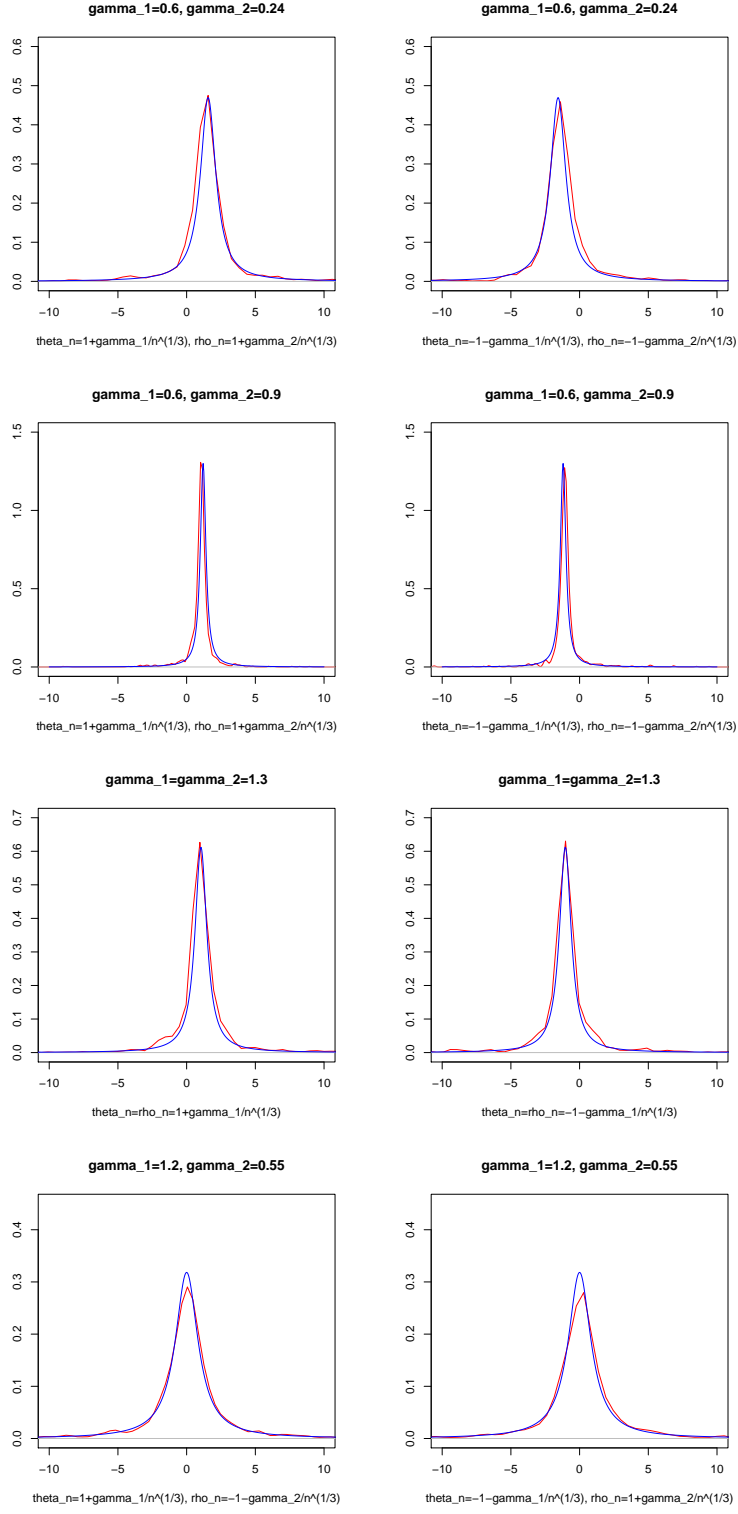 gamma_1=0.6, gamma_2=0.24
0.0 0.1 0.2 0.3 0.4 0.5 0.6
−10 −5 0 5 10
theta_n=1+gamma_1/n^(1/3), rho_n=1+gamma_2/n^(1/3)
gamma_1=0.6, gamma_2=0.24
0.0 0.1 0.2 0.3 0.4 0.5 0.6
−10 −5 0 5 10
theta_n=−1−gamma_1/n^(1/3), rho_n=−1−gamma_2/n^(1/3)
gamma_1=0.6, gamma_2=0.9
0.0 0.5 1.0 1.5
−10 −5 0 5 10
theta_n=1+gamma_1/n^(1/3), rho_n=1+gamma_2/n^(1/3)
gamma_1=0.6, gamma_2=0.9
0.0 0.5 1.0 1.5
−10 −5 0 5 10
theta_n=−1−gamma_1/n^(1/3), rho_n=−1−gamma_2/n^(1/3)
gamma_1=gamma_2=1.3
0.0 0.1 0.2 0.3 0.4 0.5 0.6 0.7
−10 −5 0 5 10
theta_n=rho_n=1+gamma_1/n^(1/3)
gamma_1=gamma_2=1.3
0.0 0.1 0.2 0.3 0.4 0.5 0.6 0.7
−10 −5 0 5 10
theta_n=rho_n=−1−gamma_1/n^(1/3)
gamma_1=1.2, gamma_2=0.55
0.0 0.1 0.2 0.3 0.4
−10 −5 0 5 10
theta_n=1+gamma_1/n^(1/3), rho_n=−1−gamma_2/n^(1/3)
gamma_1=1.2, gamma_2=0.55
0.0 0.1 0.2 0.3 0.4
−10 −5 0 5 10
theta_n=−1−gamma_1/n^(1/3), rho_n=1+gamma_2/n^(1/3)